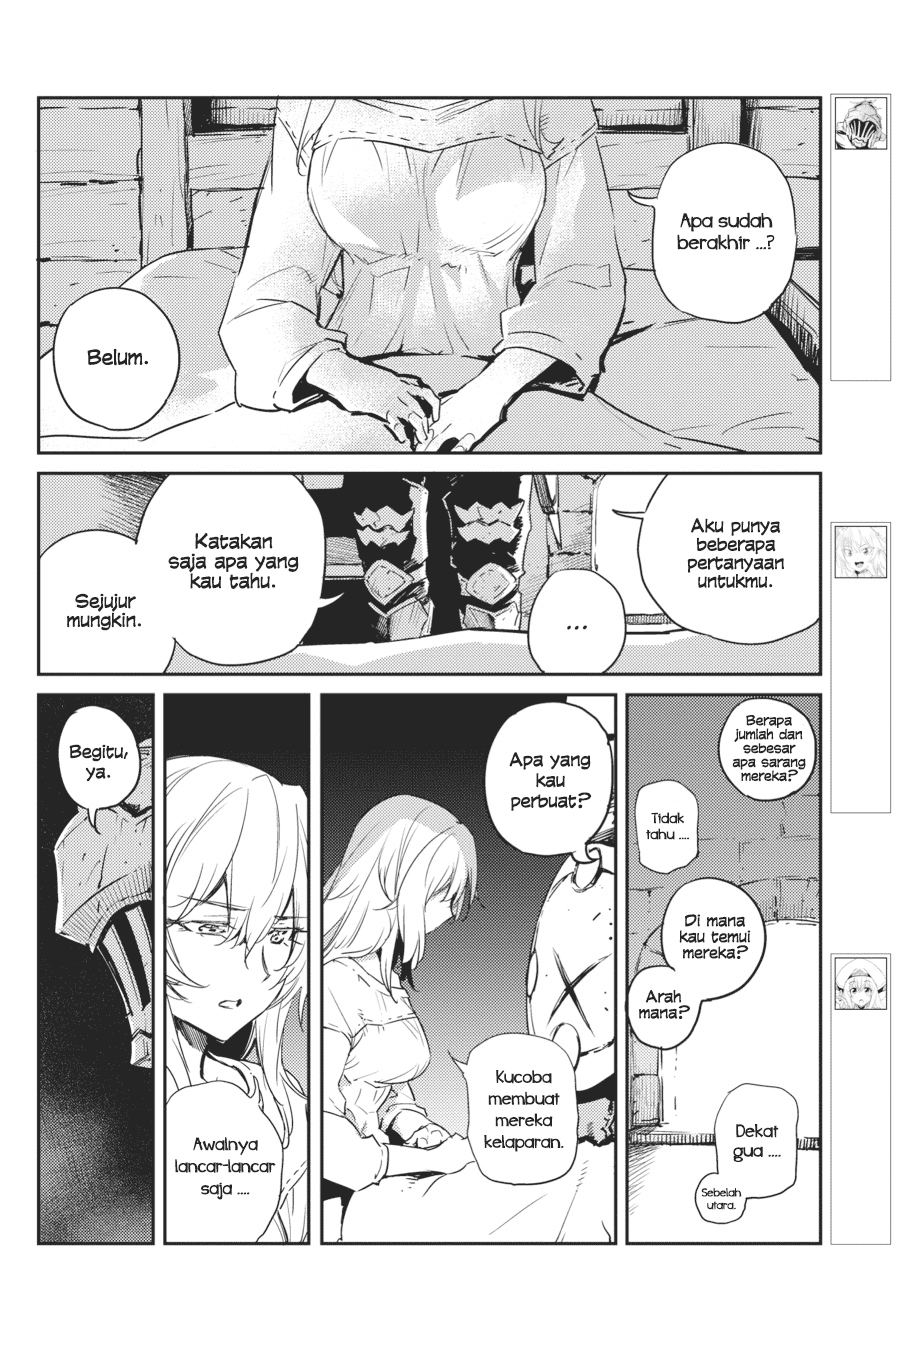 Apa sudah
berakhir ...?
Belum.
Aku punya
beberapa
pertanyaan
untukmu.
...
Katakan
saja apa yang
kau tahu.
Sejujur
mungkin.
Berapa
jumlah dan
sebesar
apa sarang
mereka?
Tidak
tahu ....
Di mana
kau temui
mereka?
Arah
mana?
Dekat
gua ....
Sebelah
utara.
Apa yang
kau
perbuat?
Kucoba
membuat
mereka
kelaparan.
Awalnya
lancar-lancar
saja ....
Begitu,
ya.